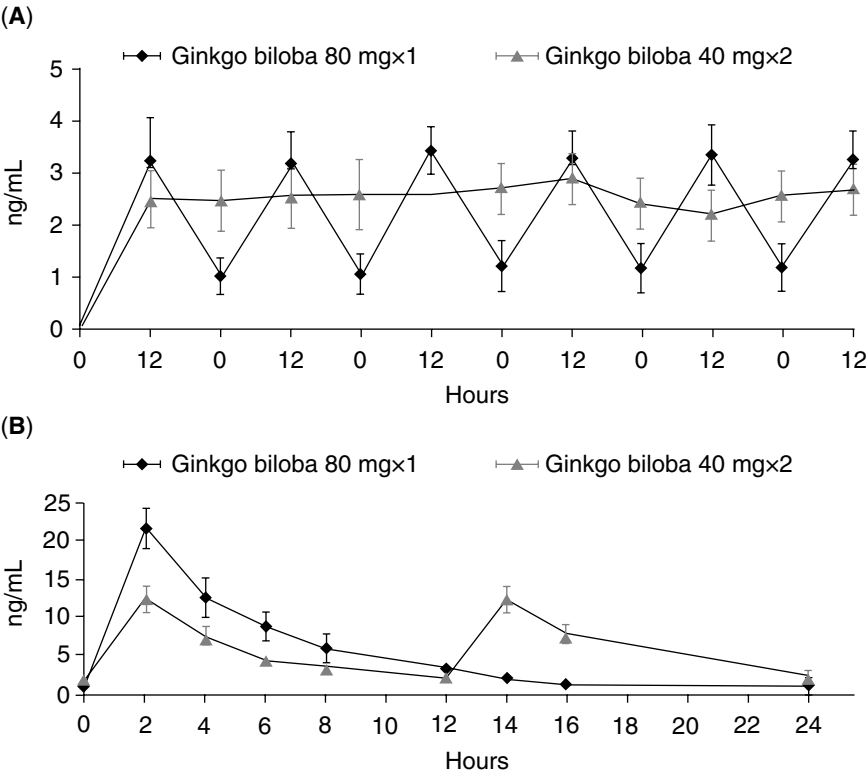 (A)
Ginkgo biloba 80 mg×1 Ginkgo biloba 40 mg×2
5
4
3
2
1
0
ng/mL
0 12 0 12 0 12 0 12 0 12 0 12
Hours
(B)
Ginkgo biloba 80 mg×1 Ginkgo biloba 40 mg×2
25
20
15
10
5
0
ng/mL
0 2 4 6 8 10 12 14 16 18 20 22 24
Hours